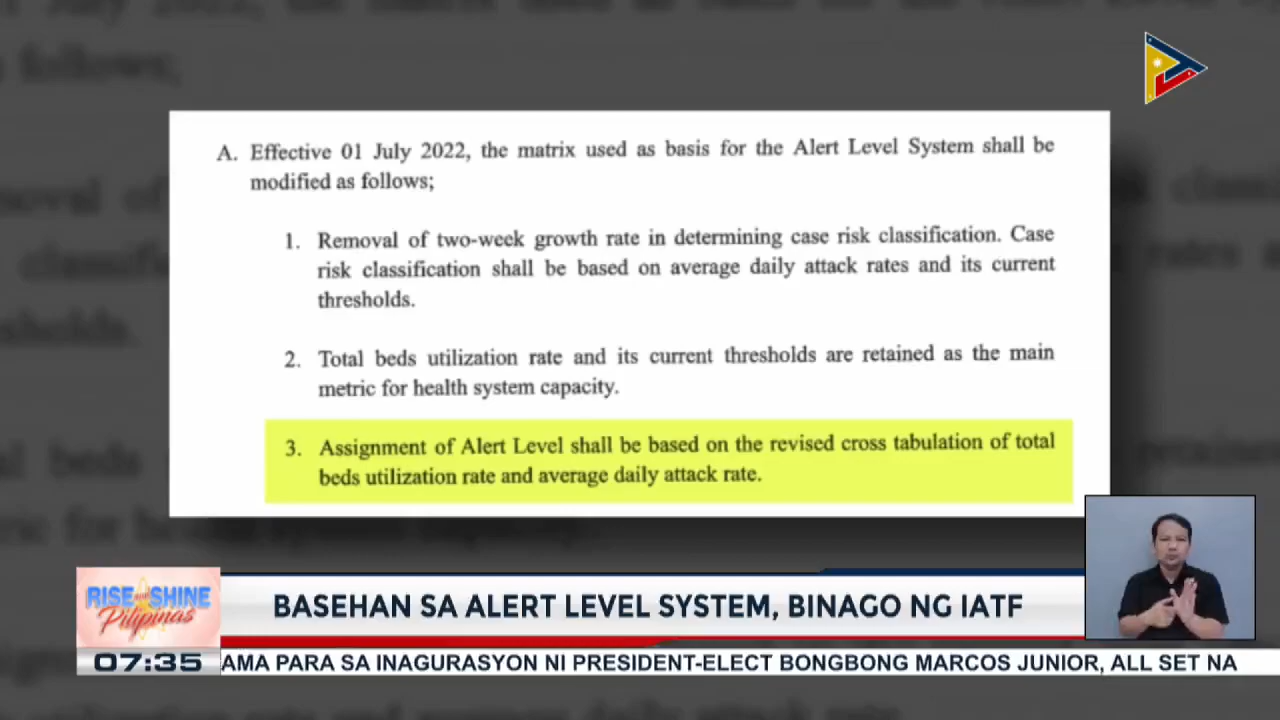 A. Effective 01 July 2022, the matrix used as basis for the Alert Level System shall be
modified as follows;
1. Removal of two-week growth rate in determining case risk classification. Case
risk classification shall be based on average daily attack rates and its current
thresholds.
2. Total beds utilization rate and its current thresholds are retained as the main
metric for health system capacity.
3. Assignment of Alert Level shall be based on the revised cross tabulation of total
beds utilization rate and average daily attack rate.
RISE AND SHINE
Pilipinas
BASEHAN SA ALERT LEVEL SYSTEM, BINAGO NG IATF
07:35
AMA PARA SA INAGURASYON NI PRESIDENT-ELECT BONGBONG MARCOS JUNIOR, ALL SET NA